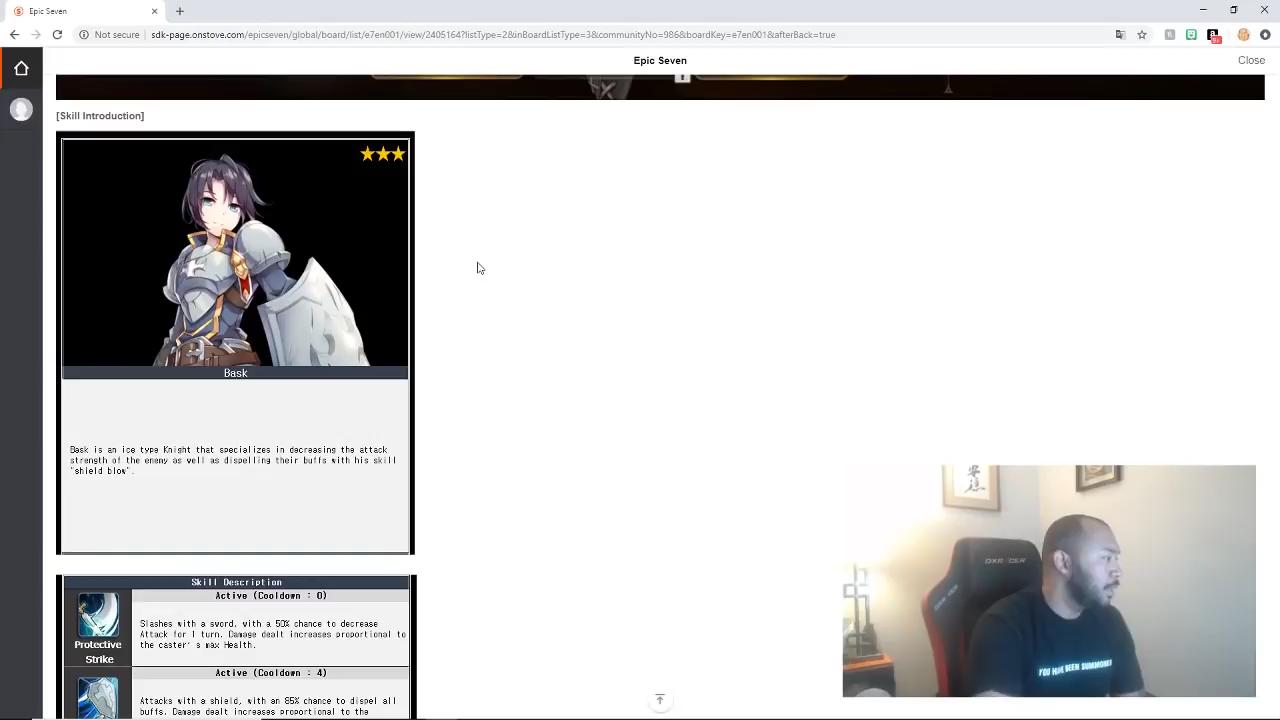 Epic Seven
Not secure
sdk-page.onstove.com/epicseven/global/board/list/e7en001/view/2405164?listType=2&inBoardListType=3&communityNo=986&boardKey=e7en001&afterBack=true
Epic Seven
Close
[Skill Introduction]
Bask
Bask is an ice type Knight that specializes in decreasing the attack
strength of the enemy as well as dispelling their buffs with his skill
"shield blow".
Skill Description
Active (Cooldown : 0)
Slashes with a sword, with a 50% chance to decrease
Attack for 1 turn. Damage dealt increases proportional to
the caster's max Health.
Protective
Strike
Active (Cooldown : 4)
Attacks with a shield, with an 85% chance to dispel all
buffs. Damage dealt increases proportional to the
DXRACER
YOU HAVE BEEN SUMMONED